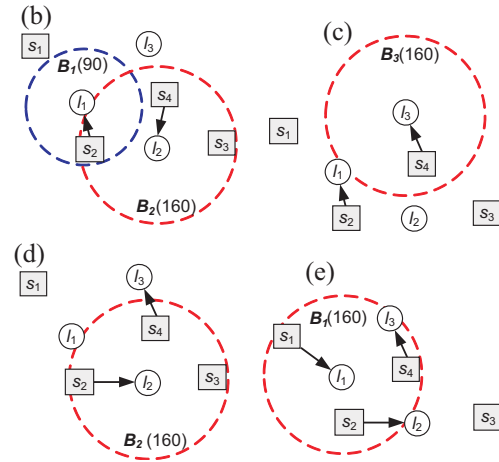 (b)
s1
l3
B1(90)
l1
s4
s2
l2
s3
B2(160)
(c)
B3(160)
l3
s1
l1
s4
s2
l2
s3
(d)
s1
l3
l1
s4
s2
l2
s3
B2(160)
(e)
B1(160)
l3
s1
l1
s4
s2
l2
s3